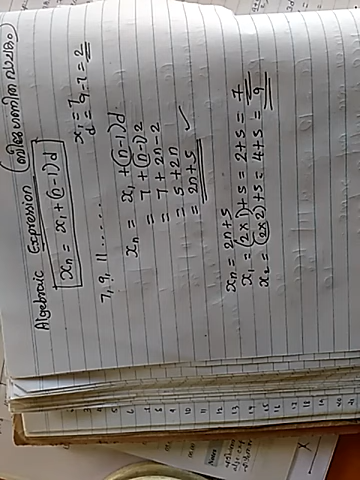 Algebraic Expression (ബീജഗണിത വാചകം)
xₙ = x₁ + (n-1)d
x₁ = 7
d = 9-7 = 2
7, 9, 11 ......
xₙ = x₁ + (n-1)d
= 7 + (n-1)2
= 7 + 2n - 2
= 5 + 2n
= 2n + 5 ✓
xₙ = 2n + 5
x₁ = (2×1) + 5 = 2 + 5 = 7
x₂ = (2×2) + 5 = 4 + 5 = 9